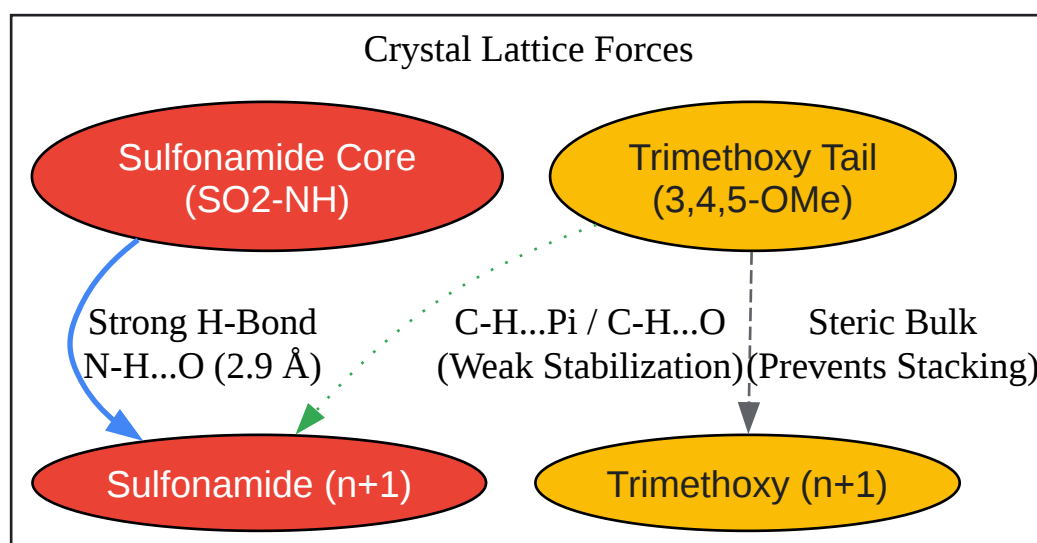 Crystal Lattice Forces
Sulfonamide Core
(SO2-NH)
Trimethoxy Tail
(3,4,5-OMe)
Strong H-Bond
N-H...O (2.9 Å)
C-H...Pi / C-H...O
(Weak Stabilization)
Steric Bulk
(Prevents Stacking)
Sulfonamide (n+1)
Trimethoxy (n+1)